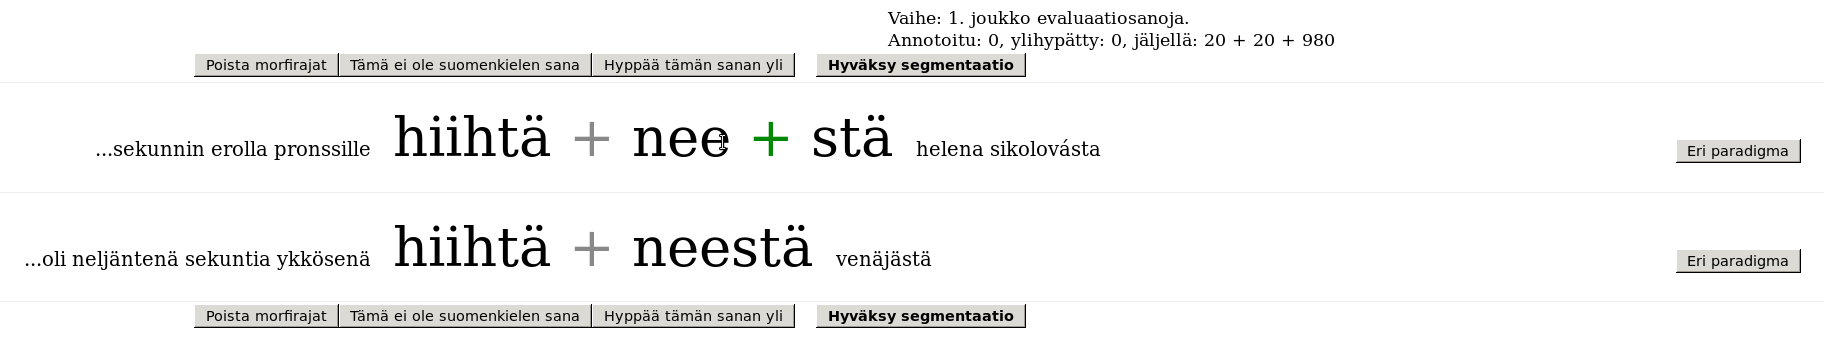 Vaihe: 1. joukko evaluaatiosanoja.
Annotoitu: 0, ylihypätty: 0, jäljellä: 20 + 20 + 980
Poista morfirajat Tämä ei ole suomenkielen sana Hyppää tämän sanan yli Hyväksy segmentaatio
...sekunnin erolla pronssille hiihtä + nee + stä helena sikolovásta Eri paradigma
...oli neljäntenä sekuntia ykkösenä hiihtä + neestä venäjästä Eri paradigma
Poista morfirajat Tämä ei ole suomenkielen sana Hyppää tämän sanan yli Hyväksy segmentaatio